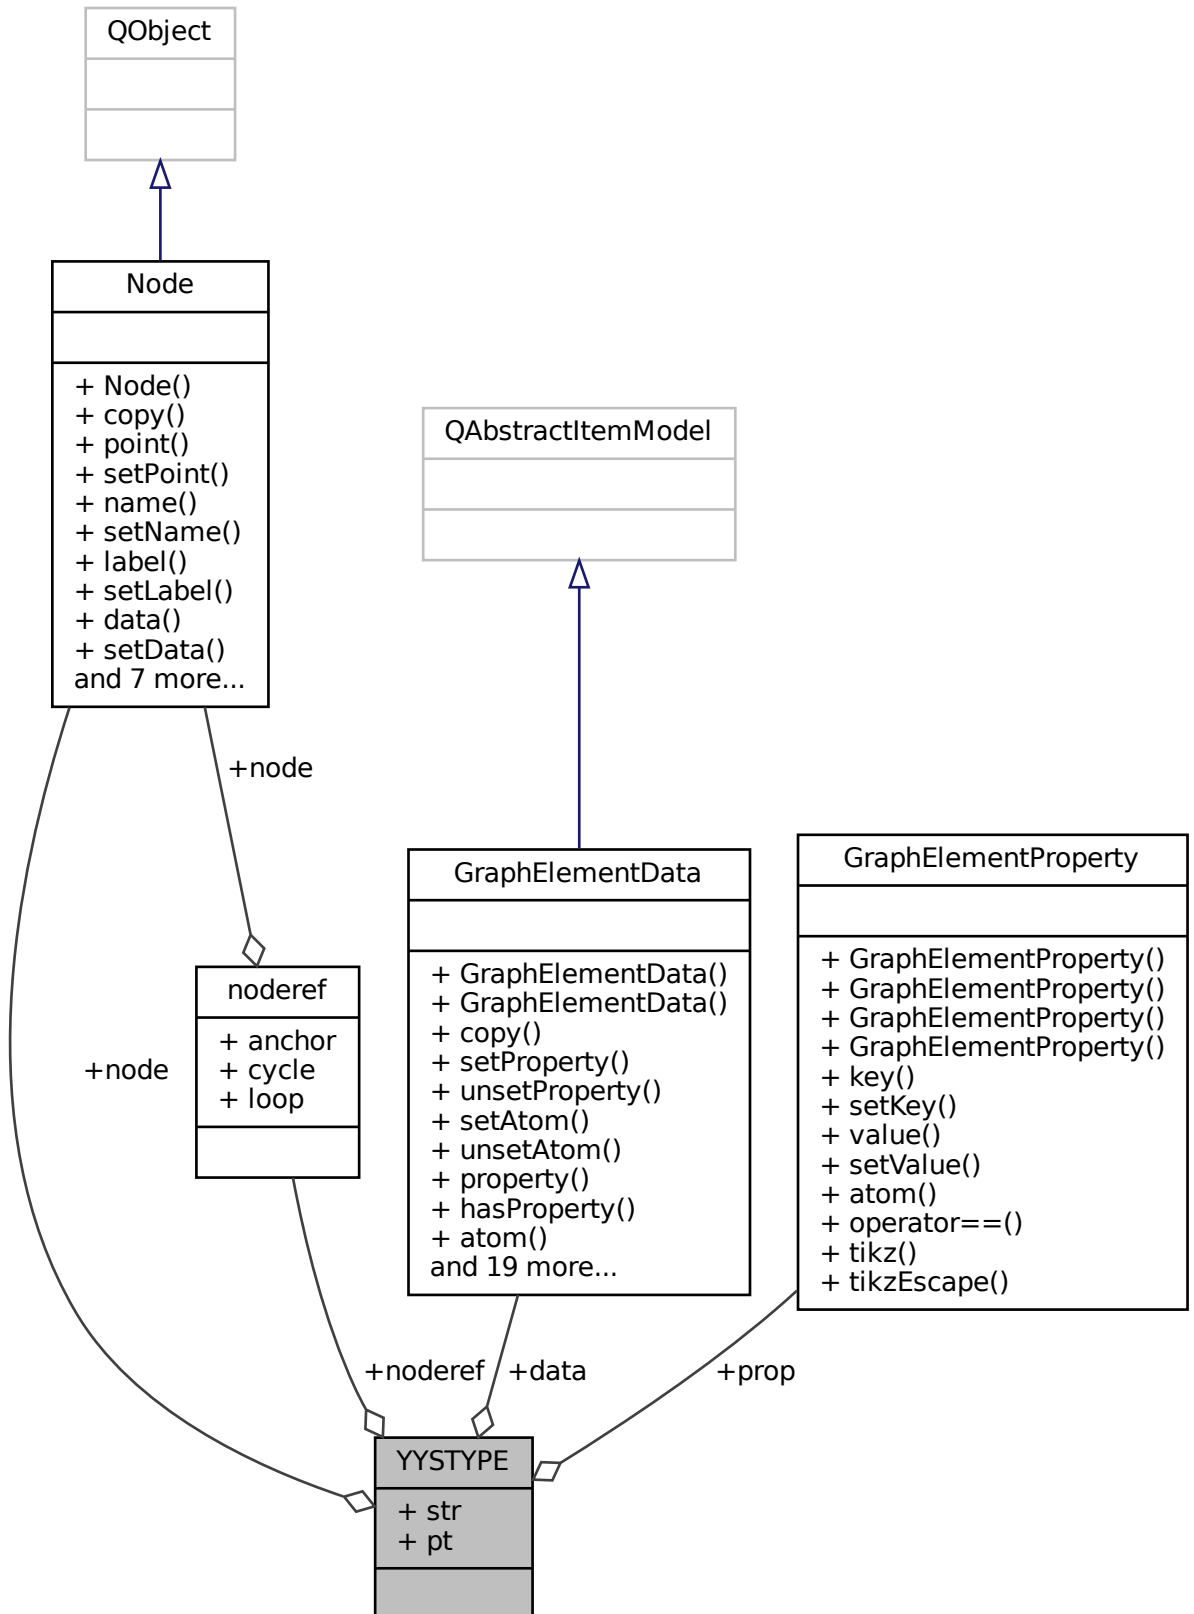 QObject
Node
+ Node()
+ copy()
+ point()
+ setPoint()
+ name()
+ setName()
+ label()
+ setLabel()
+ data()
+ setData()
and 7 more...
QAbstractItemModel
+node
GraphElementData
+ GraphElementData()
+ GraphElementData()
+ copy()
+ setProperty()
+ unsetProperty()
+ setAtom()
+ unsetAtom()
+ property()
+ hasProperty()
+ atom()
and 19 more...
GraphElementProperty
+ GraphElementProperty()
+ GraphElementProperty()
+ GraphElementProperty()
+ GraphElementProperty()
+ key()
+ setKey()
+ value()
+ setValue()
+ atom()
+ operator==()
+ tikz()
+ tikzEscape()
noderef
+ anchor
+ cycle
+ loop
+node
+noderef
+data
+prop
YYSTYPE
+ str
+ pt